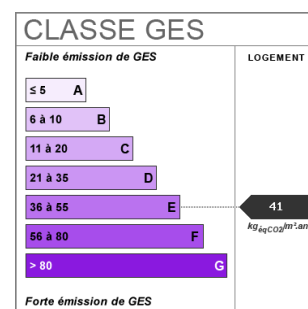 CLASSE GES
Faible émission de GES
LOGEMENT
≤ 5 A
6 à 10 B
11 à 20 C
21 à 35 D
36 à 55 E
41
kgéqCO2/m².an
56 à 80 F
> 80 G
Forte émission de GES